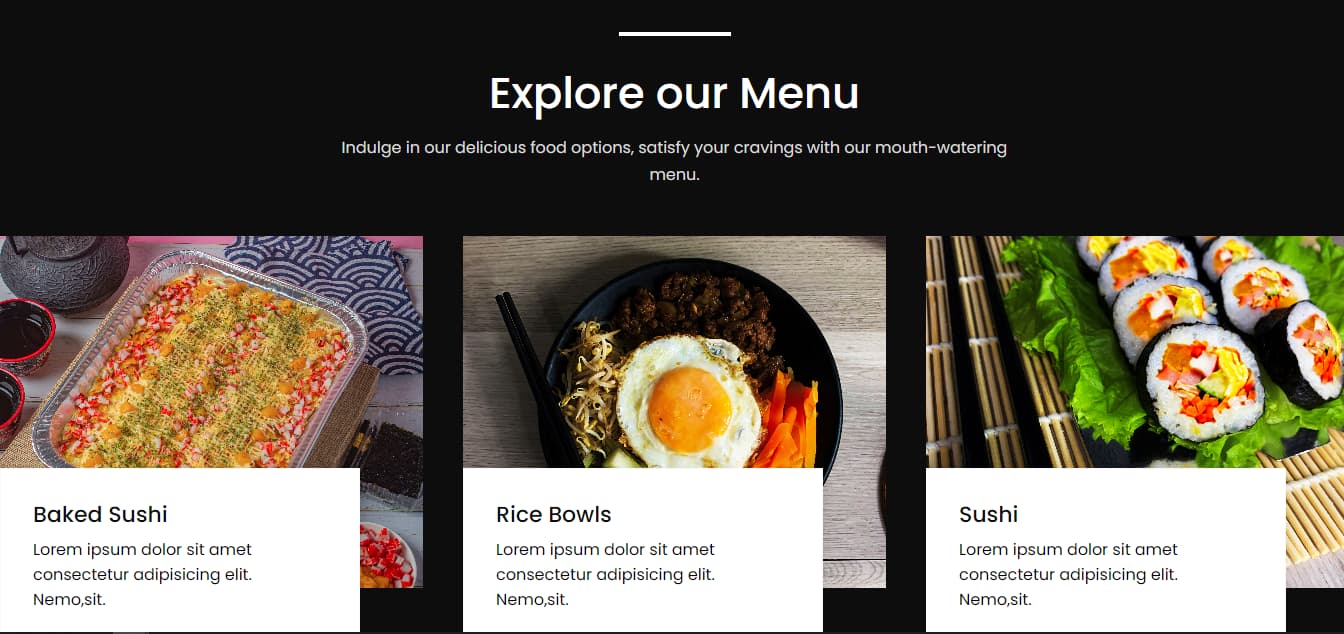 Explore our Menu
Indulge in our delicious food options, satisfy your cravings with our mouth-watering
menu.
Baked Sushi
Lorem ipsum dolor sit amet
consectetur adipisicing elit.
Nemo,sit.
Rice Bowls
Lorem ipsum dolor sit amet
consectetur adipisicing elit.
Nemo,sit.
Sushi
Lorem ipsum dolor sit amet
consectetur adipisicing elit.
Nemo,sit.